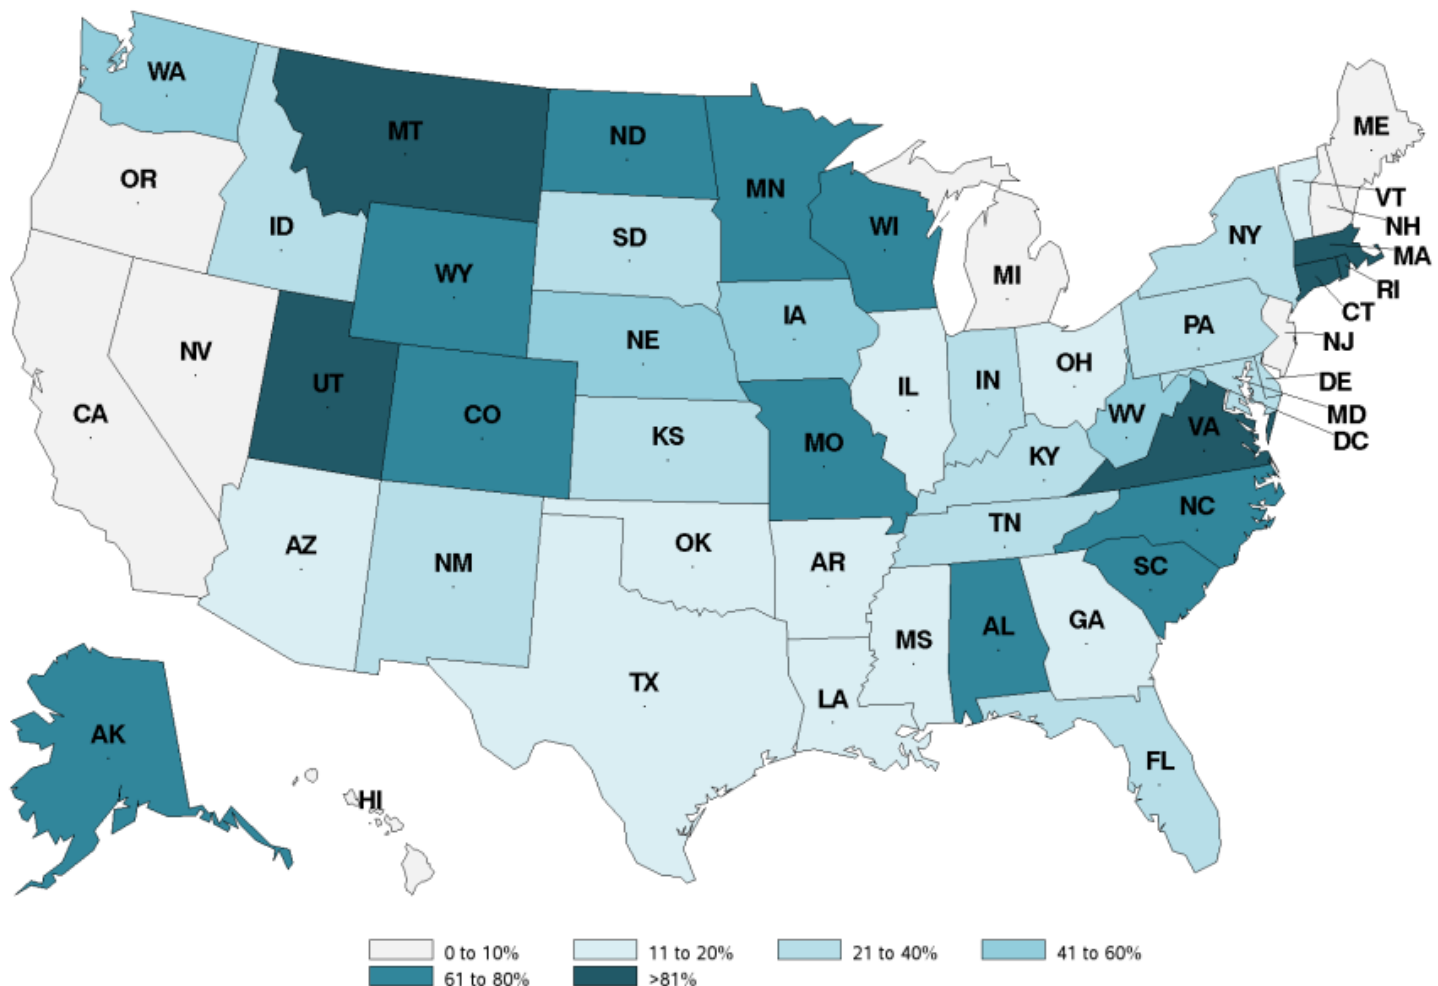 WA
MT
ND
MN
ME
OR
ID
SD
WI
VT
NH
NY
MA
WY
MI
RI
CT
IA
PA
NV
NE
NJ
UT
OH
DE
CA
CO
IL
IN
WV
MD
DC
KS
MO
VA
KY
NC
TN
AZ
NM
OK
AR
SC
MS
AL
GA
TX
LA
AK
FL
HI
0 to 10%
11 to 20%
21 to 40%
41 to 60%
61 to 80%
>81%